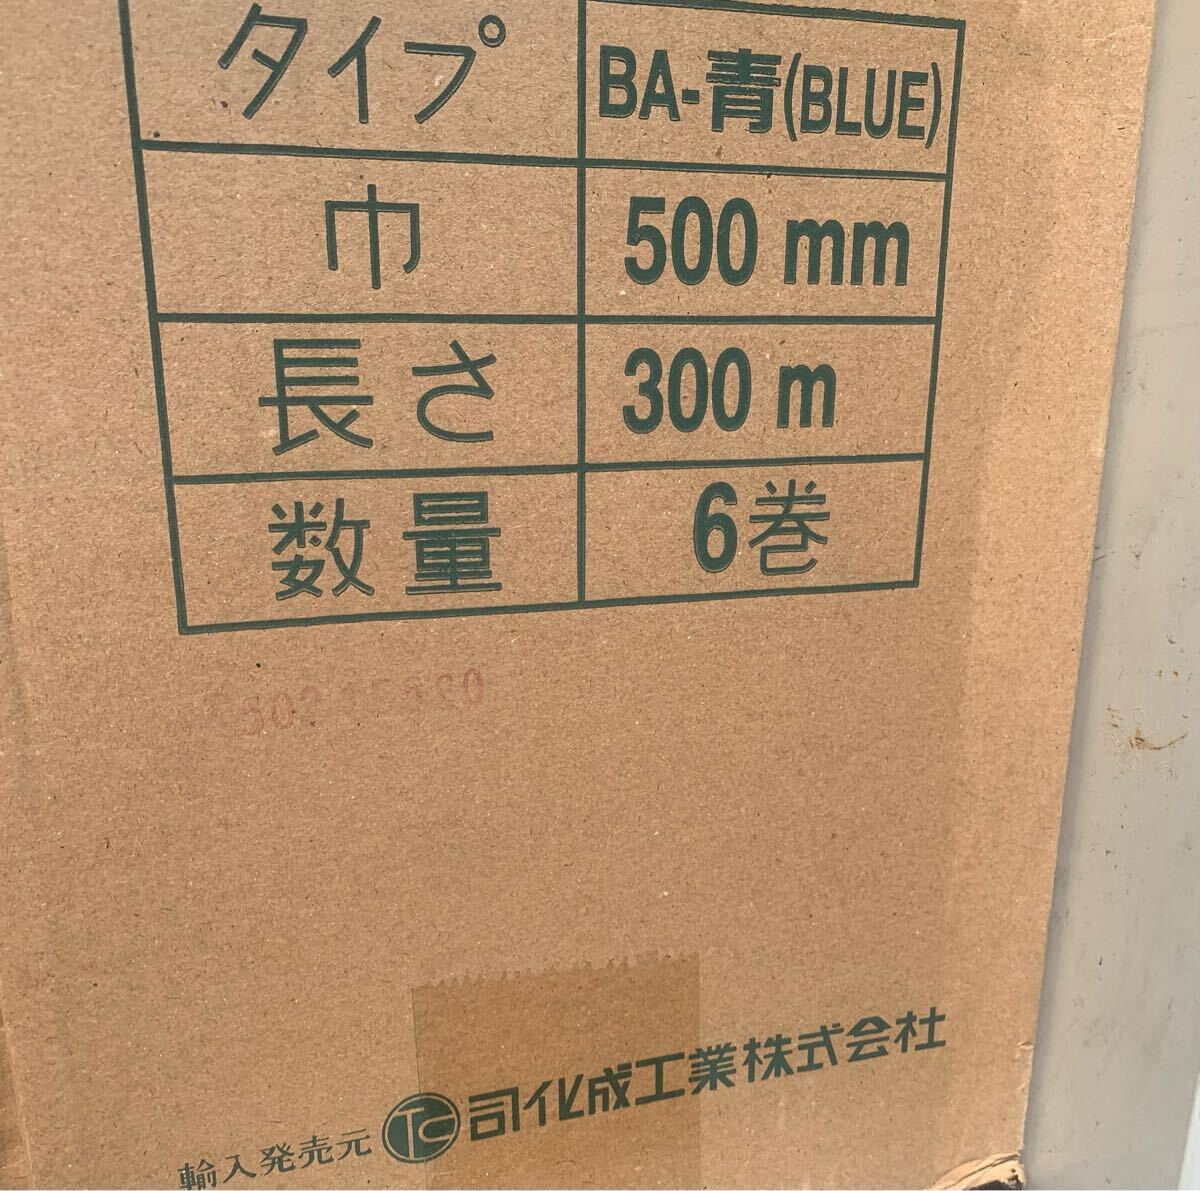 タイプ BA-青(BLUE)
巾 500 mm
長さ 300 m
数量 6巻
輸入発売元 司化成工業株式会社